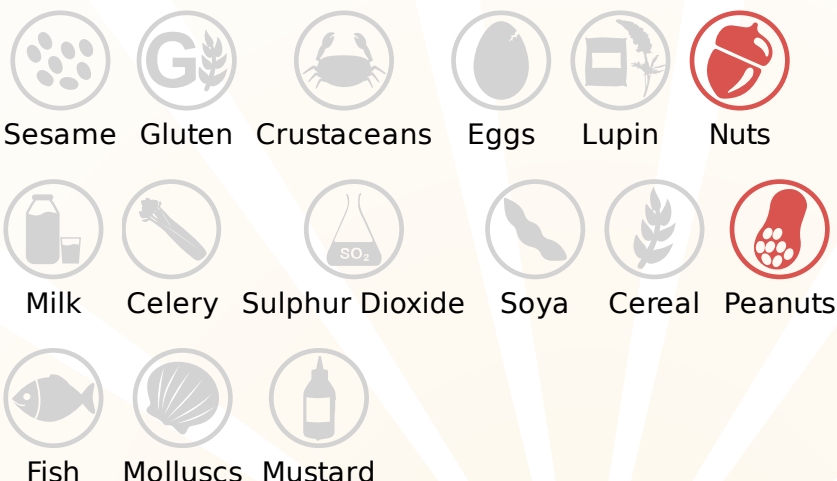 G
Sesame Gluten Crustaceans Eggs Lupin Nuts
SO₂
Milk Celery Sulphur Dioxide Soya Cereal Peanuts
Fish Molluscs Mustard